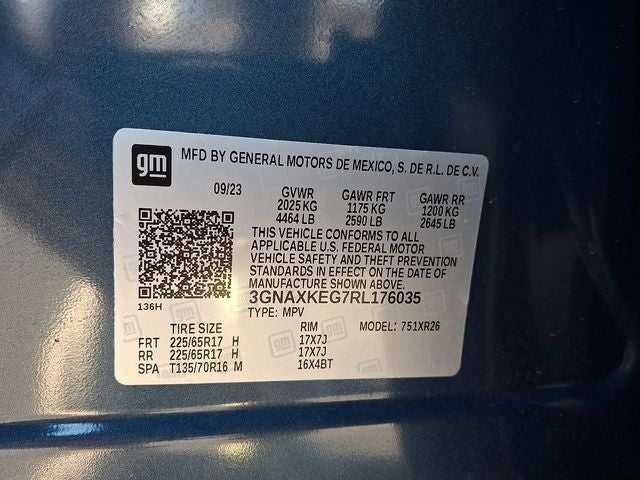 gm MFD BY GENERAL MOTORS DE MEXICO, S. DE R.L. DE C.V.
09/23 GVWR GAWR FRT GAWR RR
2025 KG 1175 KG 1200 KG
4464 LB 2590 LB 2645 LB
THIS VEHICLE CONFORMS TO ALL
APPLICABLE U.S. FEDERAL MOTOR
VEHICLE SAFETY AND THEFT PREVENTION
STANDARDS IN EFFECT ON THE DATE OF
MANUFACTURE SHOWN ABOVE.
136H 3GNAXKEG7RL176035
TYPE: MPV
TIRE SIZE RIM MODEL: 751XR26
FRT 225/65R17 H 17X7J
RR 225/65R17 H 17X7J
SPA T135/70R16 M 16X4BT